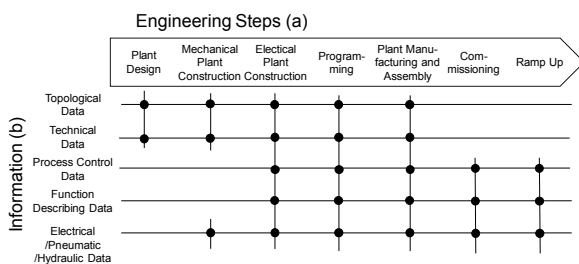 Engineering Steps (a)
Plant
Design
Mechanical
Plant
Construction
Electical
Plant
Construction
Program-
ming
Plant Manu-
facturing and
Assembly
Com-
missioning
Ramp Up
Information (b)
Topological
Data
Technical
Data
Process Control
Data
Function
Describing Data
Electrical
/Pneumatic
/Hydraulic Data